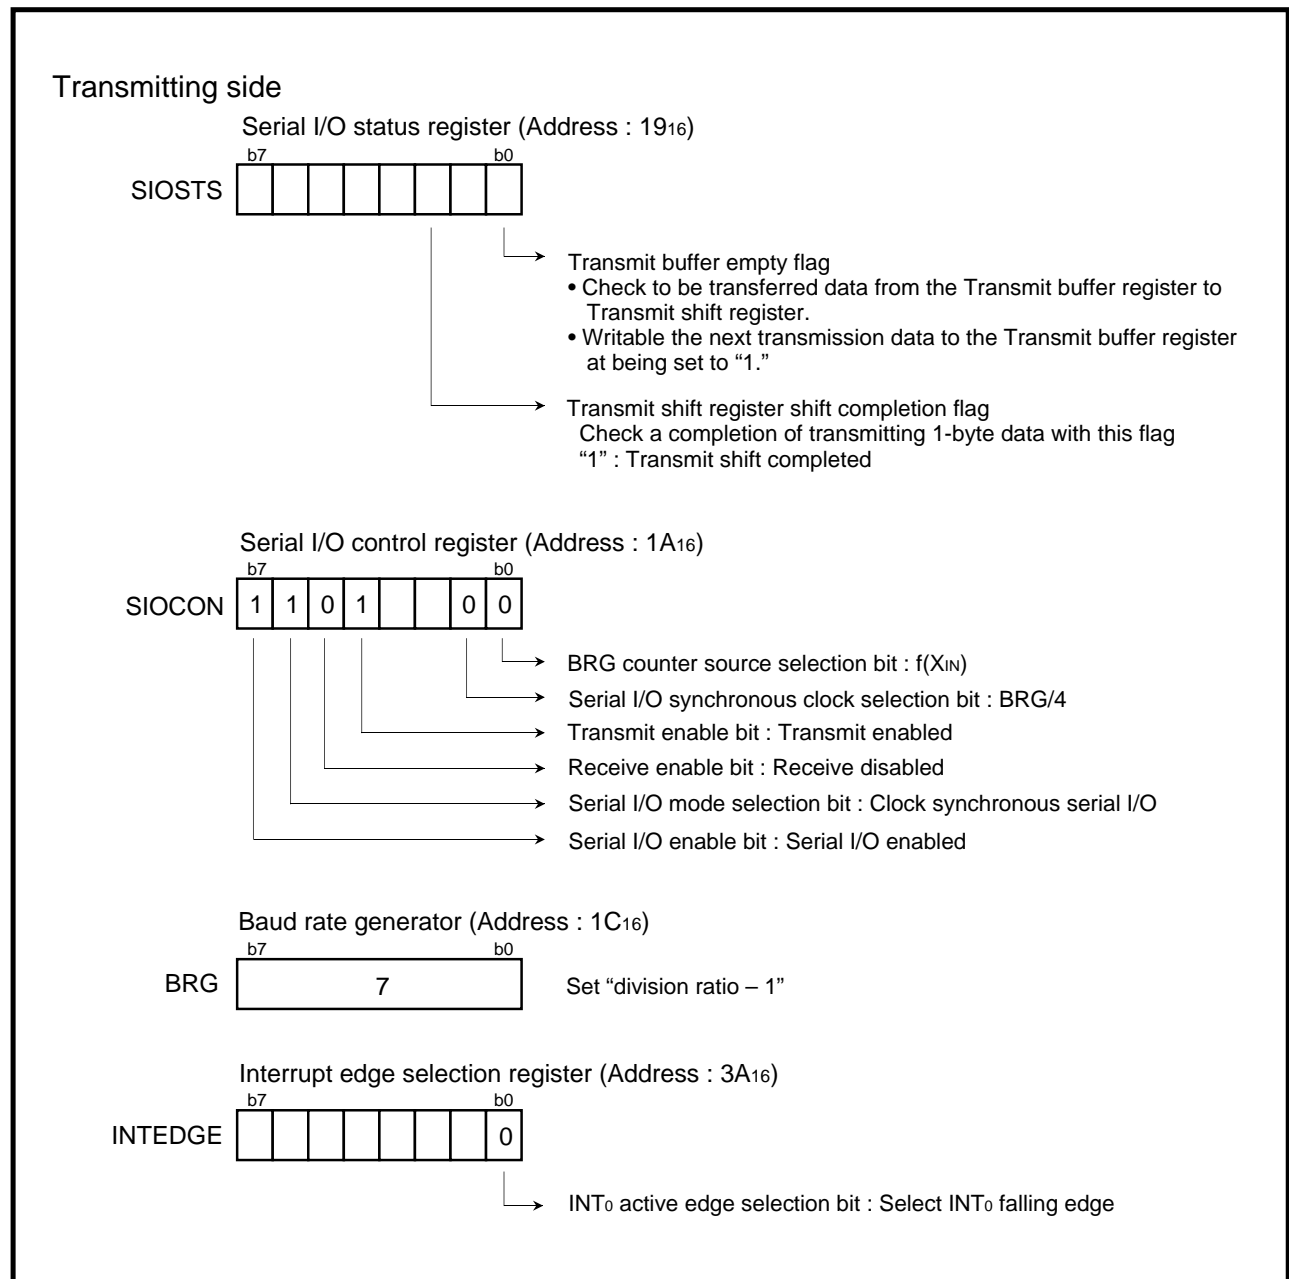 Transmitting side
Serial I/O status register (Address : 1916)
b7 b0
SIOSTS
Transmit buffer empty flag
• Check to be transferred data from the Transmit buffer register to
Transmit shift register.
• Writable the next transmission data to the Transmit buffer register
at being set to “1.”
Transmit shift register shift completion flag
Check a completion of transmitting 1-byte data with this flag
“1” : Transmit shift completed
Serial I/O control register (Address : 1A16)
b7 b0
SIOCON 1 1 0 1 0 0
BRG counter source selection bit : f(XIN)
Serial I/O synchronous clock selection bit : BRG/4
Transmit enable bit : Transmit enabled
Receive enable bit : Receive disabled
Serial I/O mode selection bit : Clock synchronous serial I/O
Serial I/O enable bit : Serial I/O enabled
Baud rate generator (Address : 1C16)
b7 b0
BRG 7 Set “division ratio – 1”
Interrupt edge selection register (Address : 3A16)
b7 b0
INTEDGE 0
INT0 active edge selection bit : Select INT0 falling edge